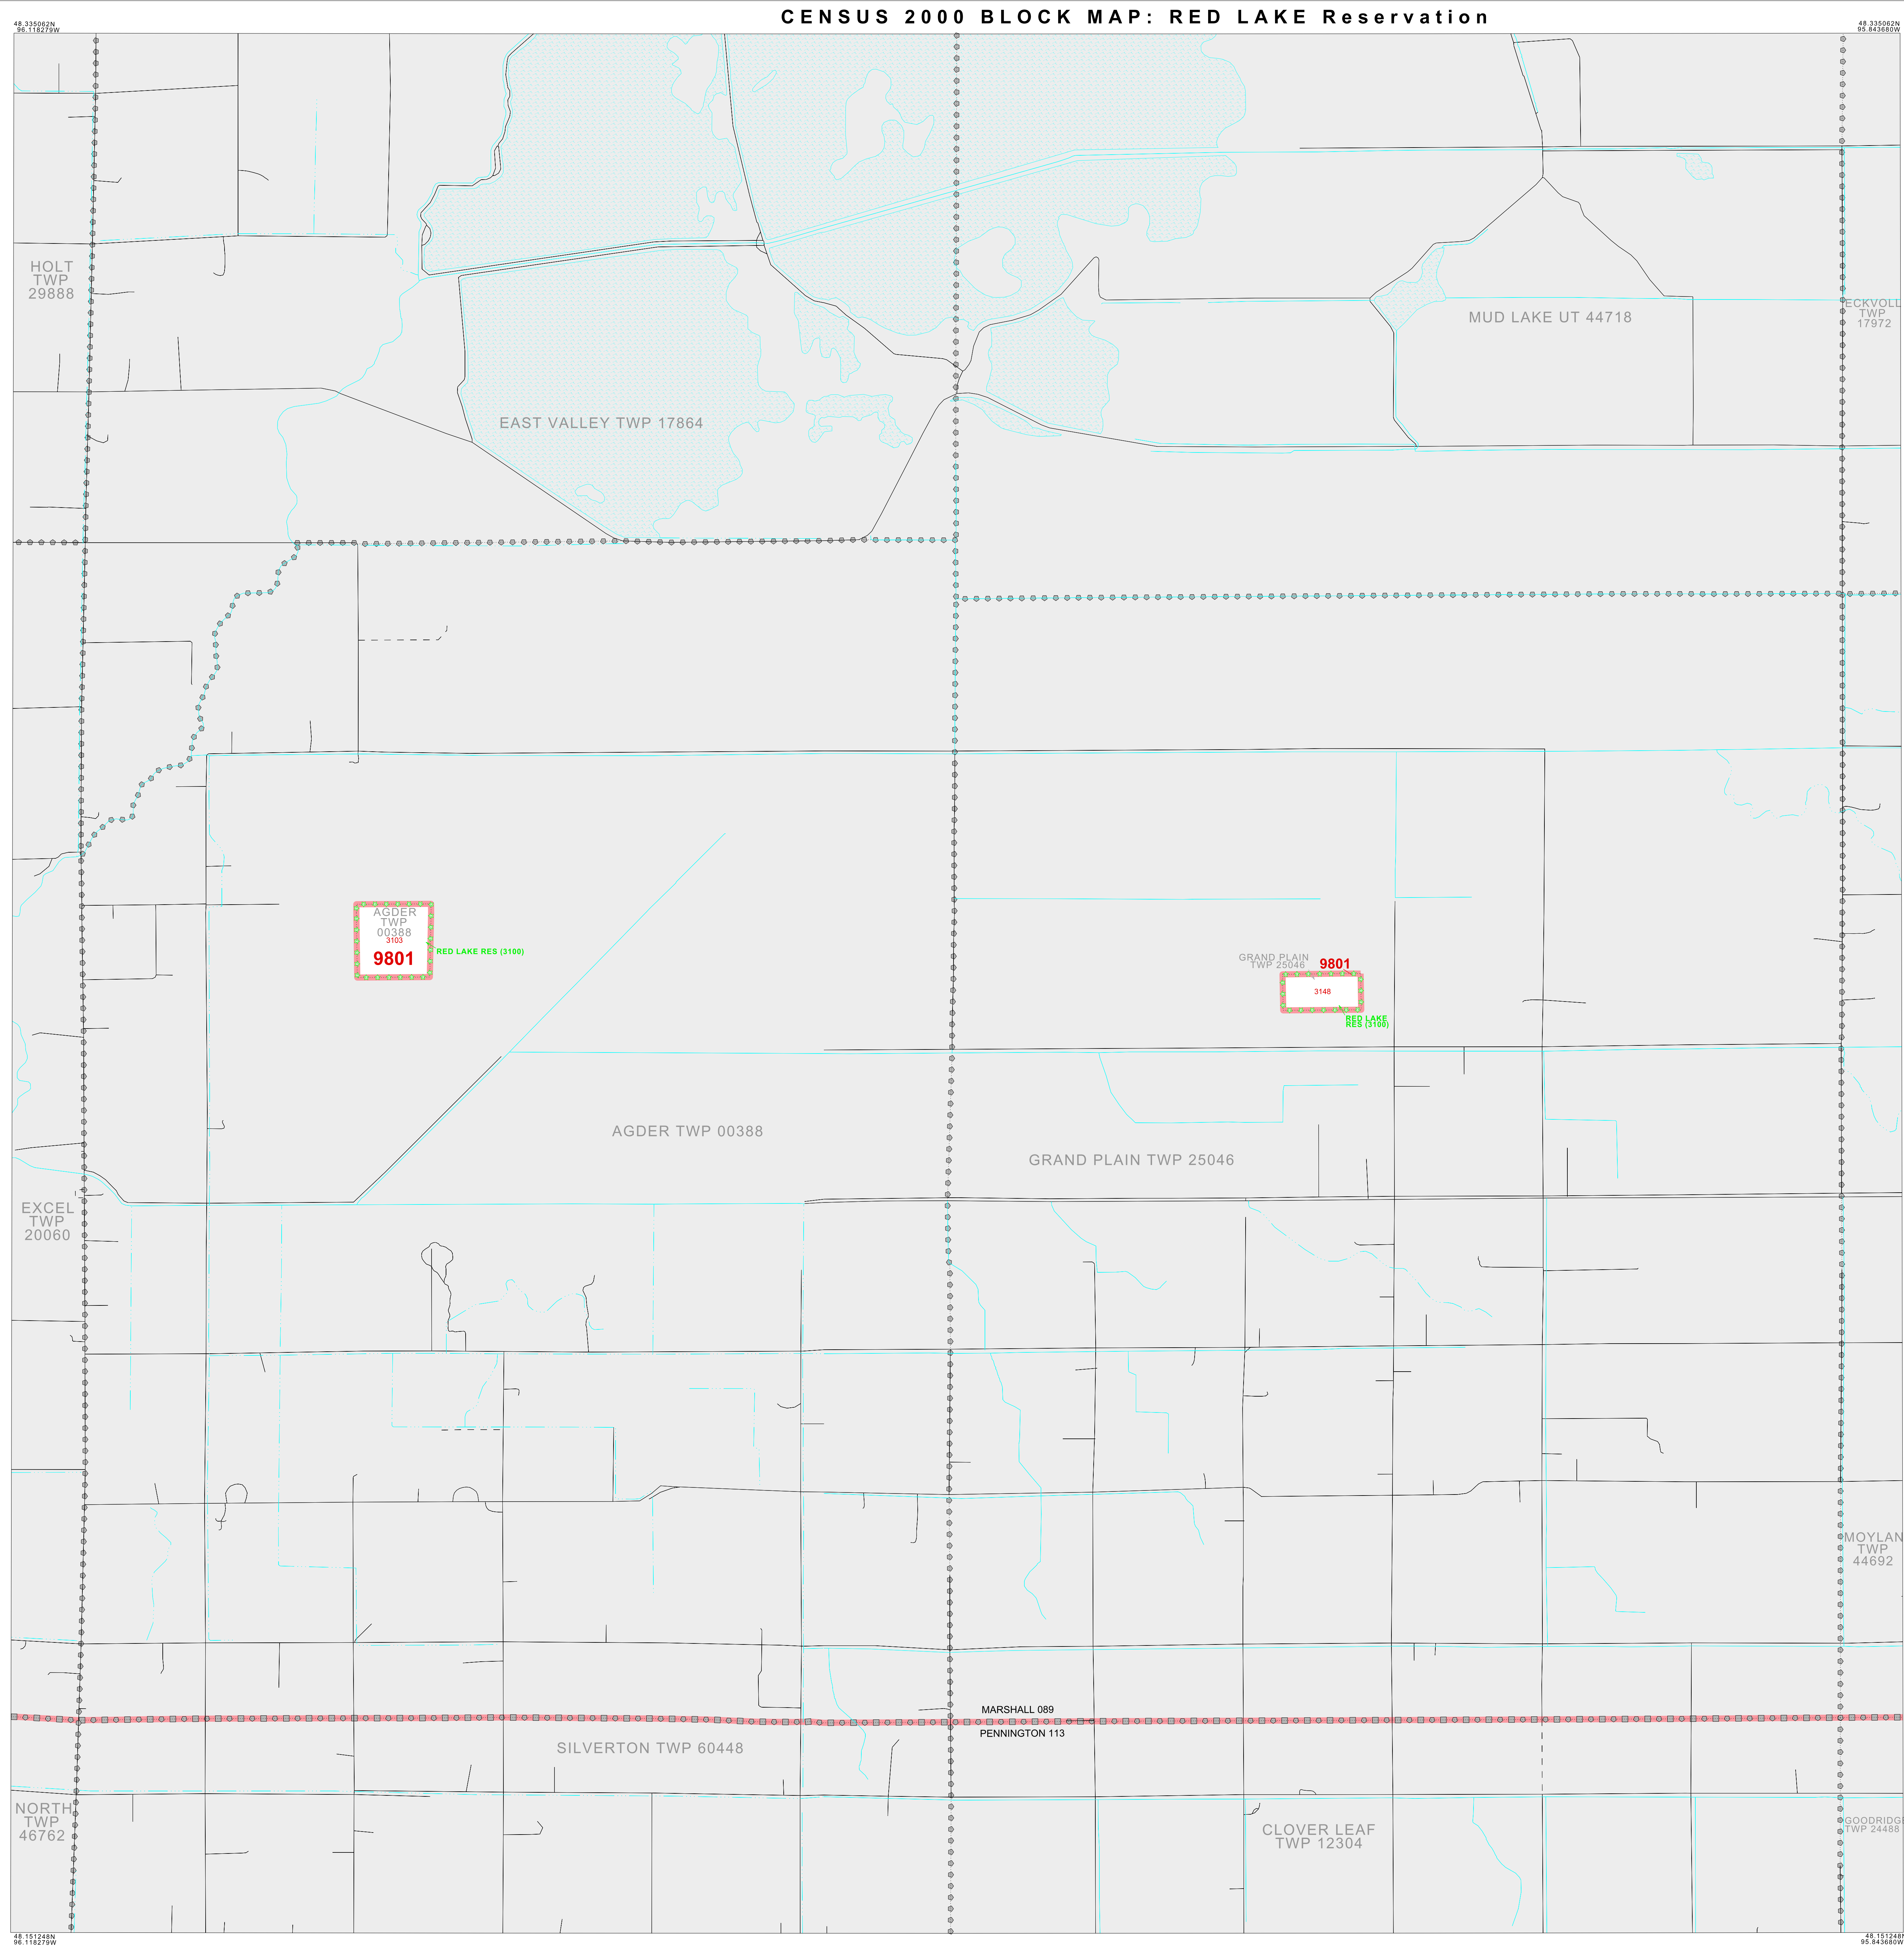 CENSUS 2000 BLOCK MAP: RED LAKE Reservation
48.335062N
96.118279W
48.335062N
95.843680W
HOLT
TWP
29888
ECKVOLL
TWP
17972
MUD LAKE UT 44718
EAST VALLEY TWP 17864
AGDER
TWP
00388
3103
9801
RED LAKE RES (3100)
GRAND PLAIN
TWP 25046
9801
3148
RED LAKE
RES (3100)
AGDER TWP 00388
GRAND PLAIN TWP 25046
EXCEL
TWP
20060
MOYLAN
TWP
44692
MARSHALL 089
PENNINGTON 113
SILVERTON TWP 60448
NORTH
TWP
46762
CLOVER LEAF
TWP 12304
GOODRIDGE
TWP 24488
48.151248N
96.118279W
48.151248N
95.843680W